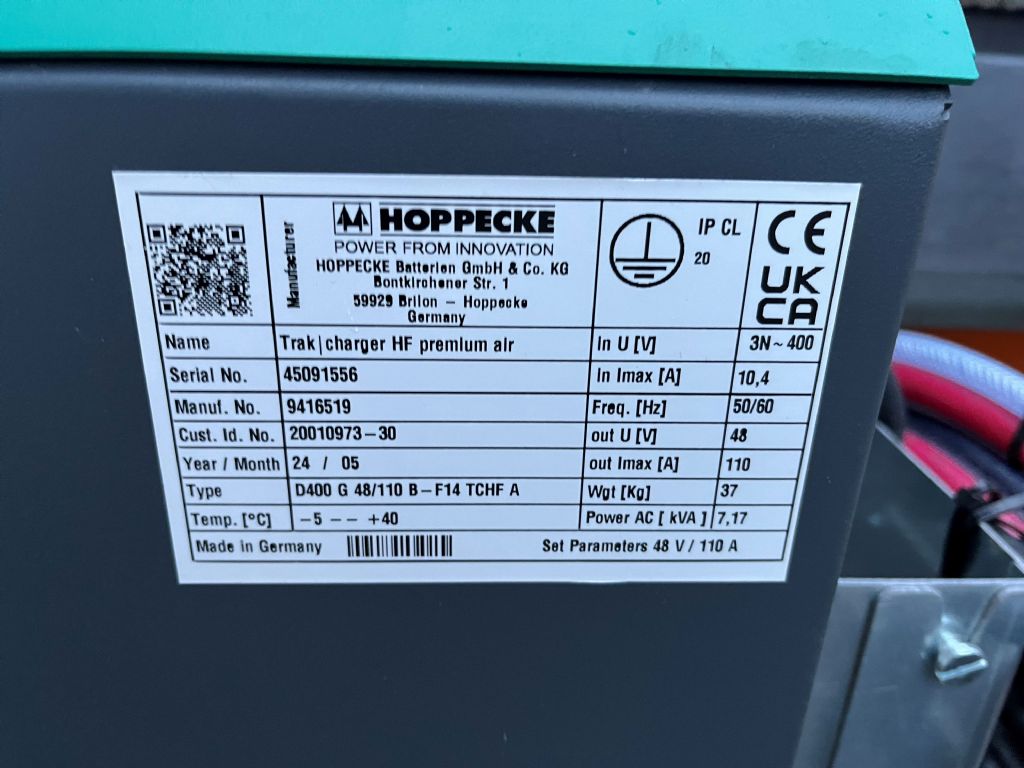 Manufacturer
HOPPECKE
POWER FROM INNOVATION
HOPPECKE Batterien GmbH & Co. KG
Bontkirchener Str. 1
59929 Brilon – Hoppecke
Germany
IP CL
20
CE
UK
CA
Name Trak|charger HF premium air In U [V] 3N~400
Serial No. 45091556 In Imax [A] 10,4
Manuf. No. 9416519 Freq. [Hz] 50/60
Cust. Id. No. 20010973-30 out U [V] 48
Year / Month 24 / 05 out Imax [A] 110
Type D400 G 48/110 B-F14 TCHF A Wgt [Kg] 37
Temp. [°C] -5 -- +40 Power AC [ kVA ] 7,17
Made in Germany Set Parameters 48 V / 110 A